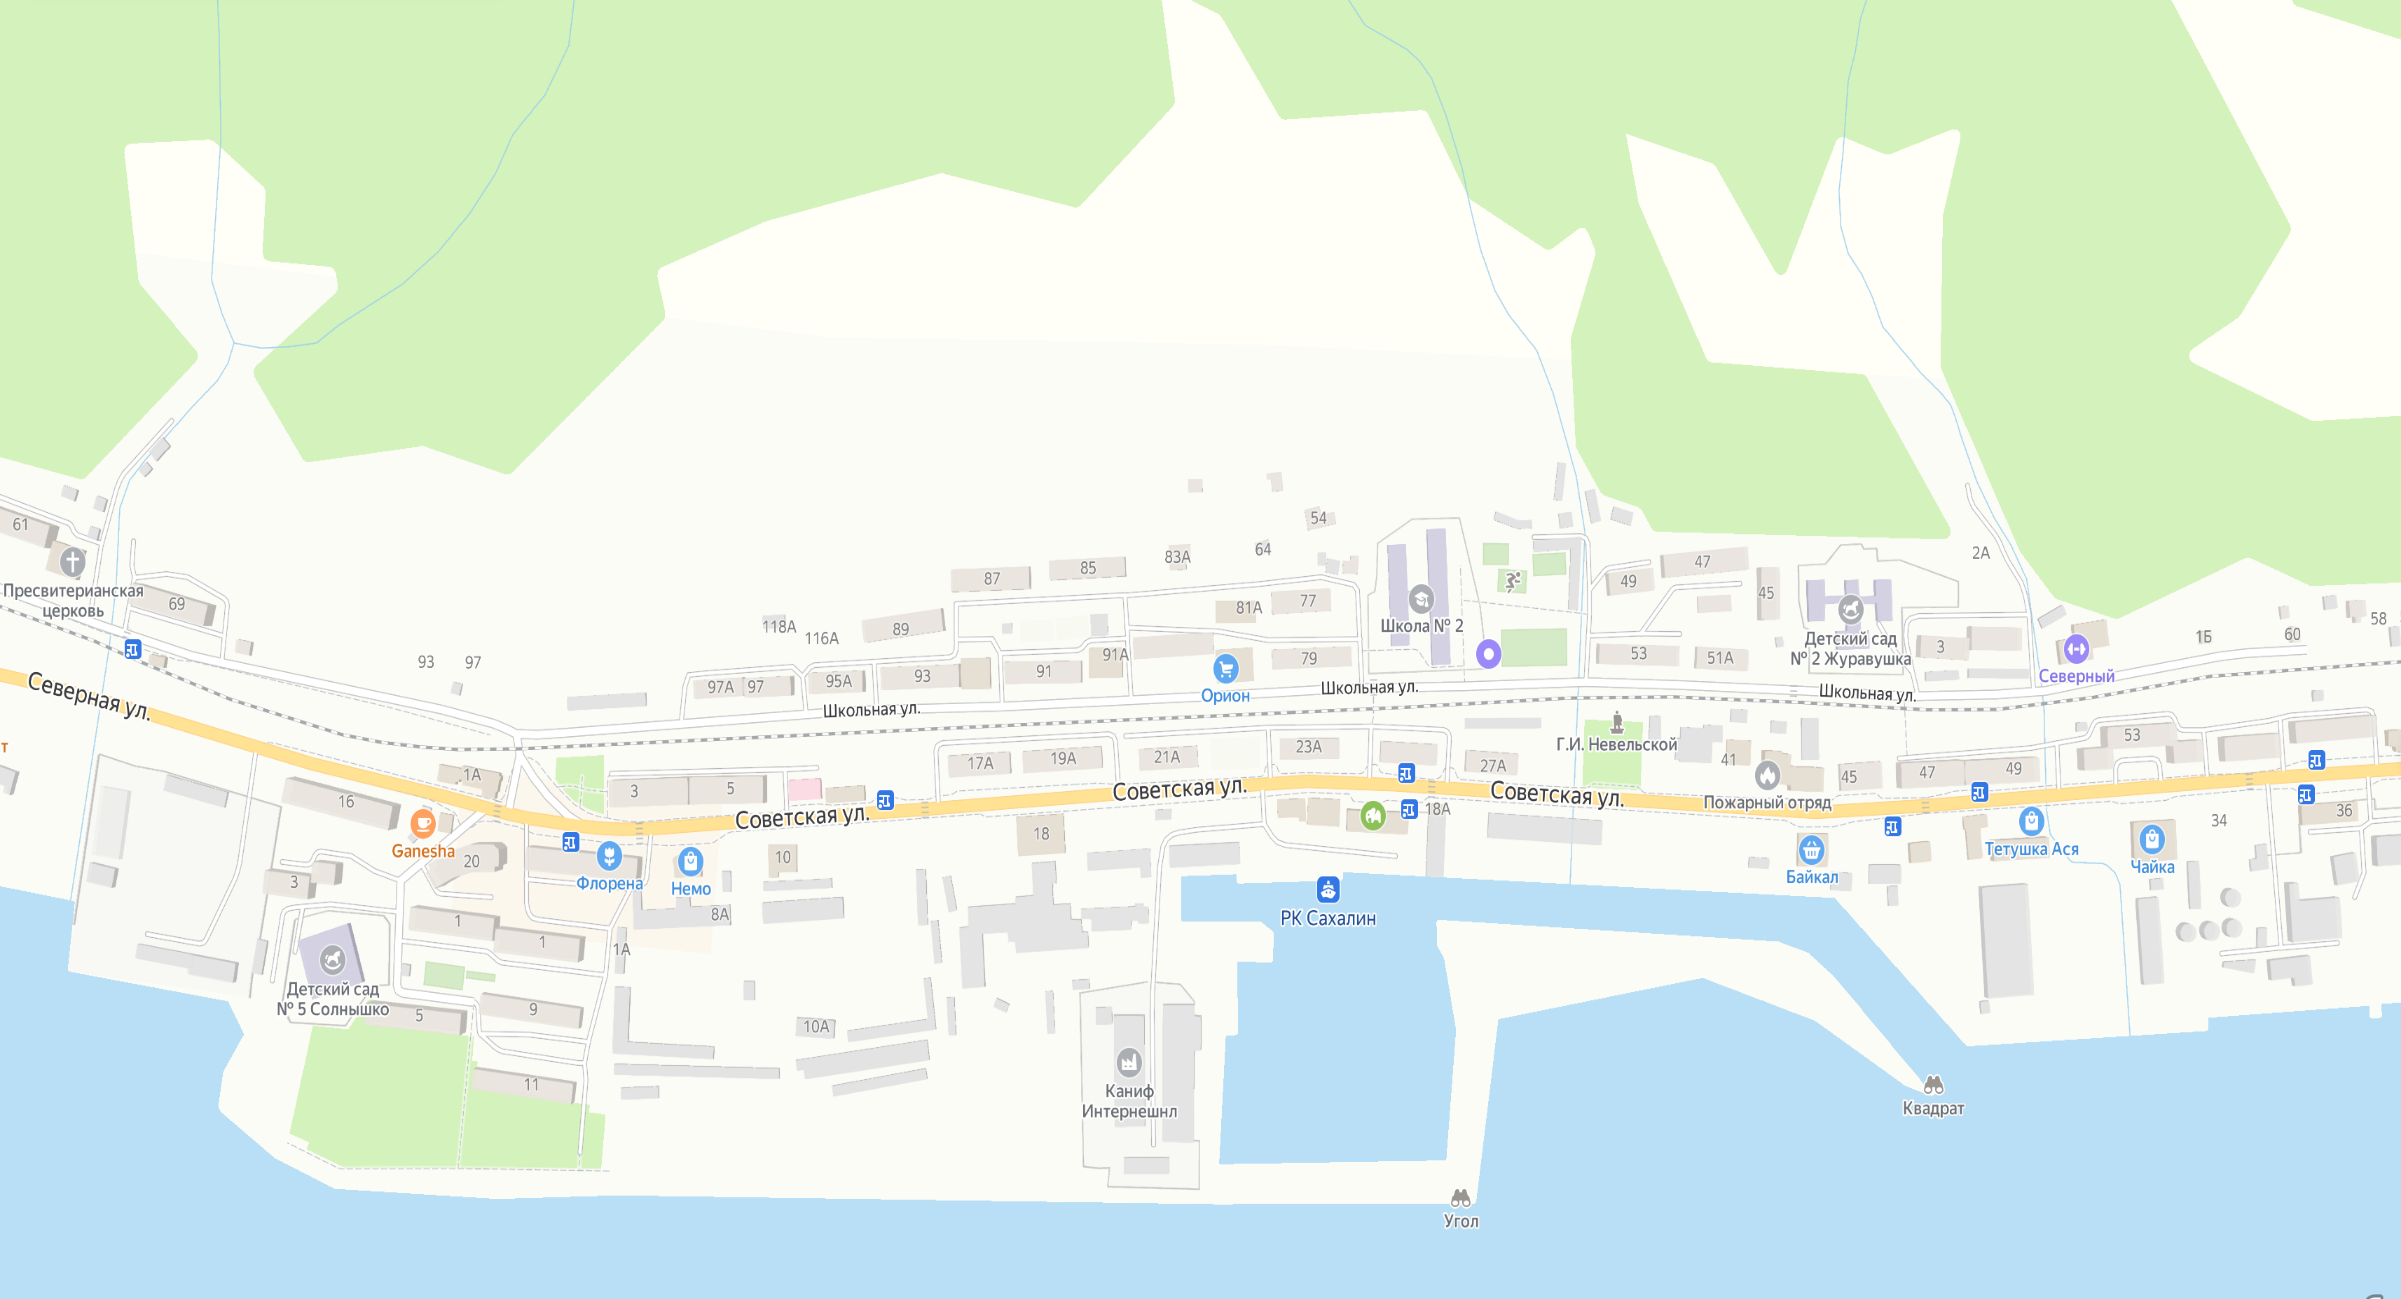 54
61
64
83А
2А
85
47
87
49
45
Пресвитерианская
церковь
69
118А
116А
89
81А
77
Школа № 2
Детский сад
№ 2 Журавушка
3
1Б
60
58
93
97
97А
97
95А
93
91
91А
79
53
51А
Северный
Северная ул.
Орион
Школьная ул.
Школьная ул.
Школьная ул.
Г.И. Невельской
53
т
1А
17А
19А
21А
23А
27А
41
45
47
49
16
3
5
Советская ул.
Советская ул.
Советская ул.
Пожарный отряд
18А
34
36
Ganesha
18
20
10
Флорена
Немо
Байкал
Тетушка Ася
Чайка
3
1
1
1А
8А
РК Сахалин
Детский сад
№ 5 Солнышко
5
9
10А
11
Каниф
Интернешнл
Квадрат
Угол